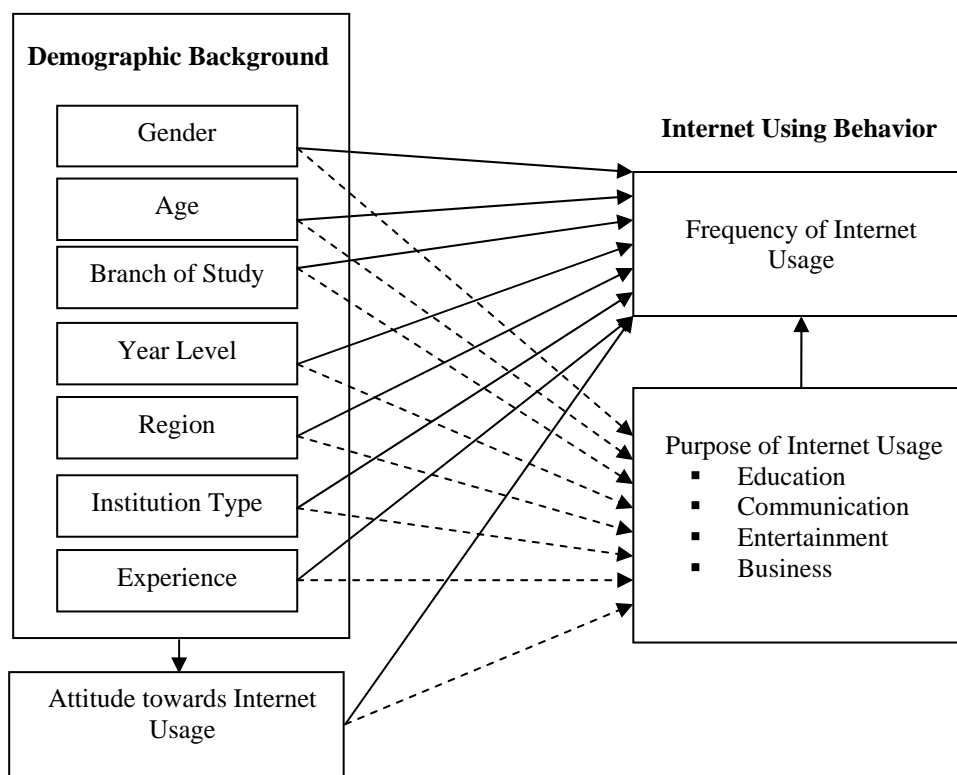 Demographic Background
Gender
Age
Branch of Study
Year Level
Region
Institution Type
Experience
Attitude towards Internet
Usage
Internet Using Behavior
Frequency of Internet
Usage
Purpose of Internet Usage
▪ Education
▪ Communication
▪ Entertainment
▪ Business